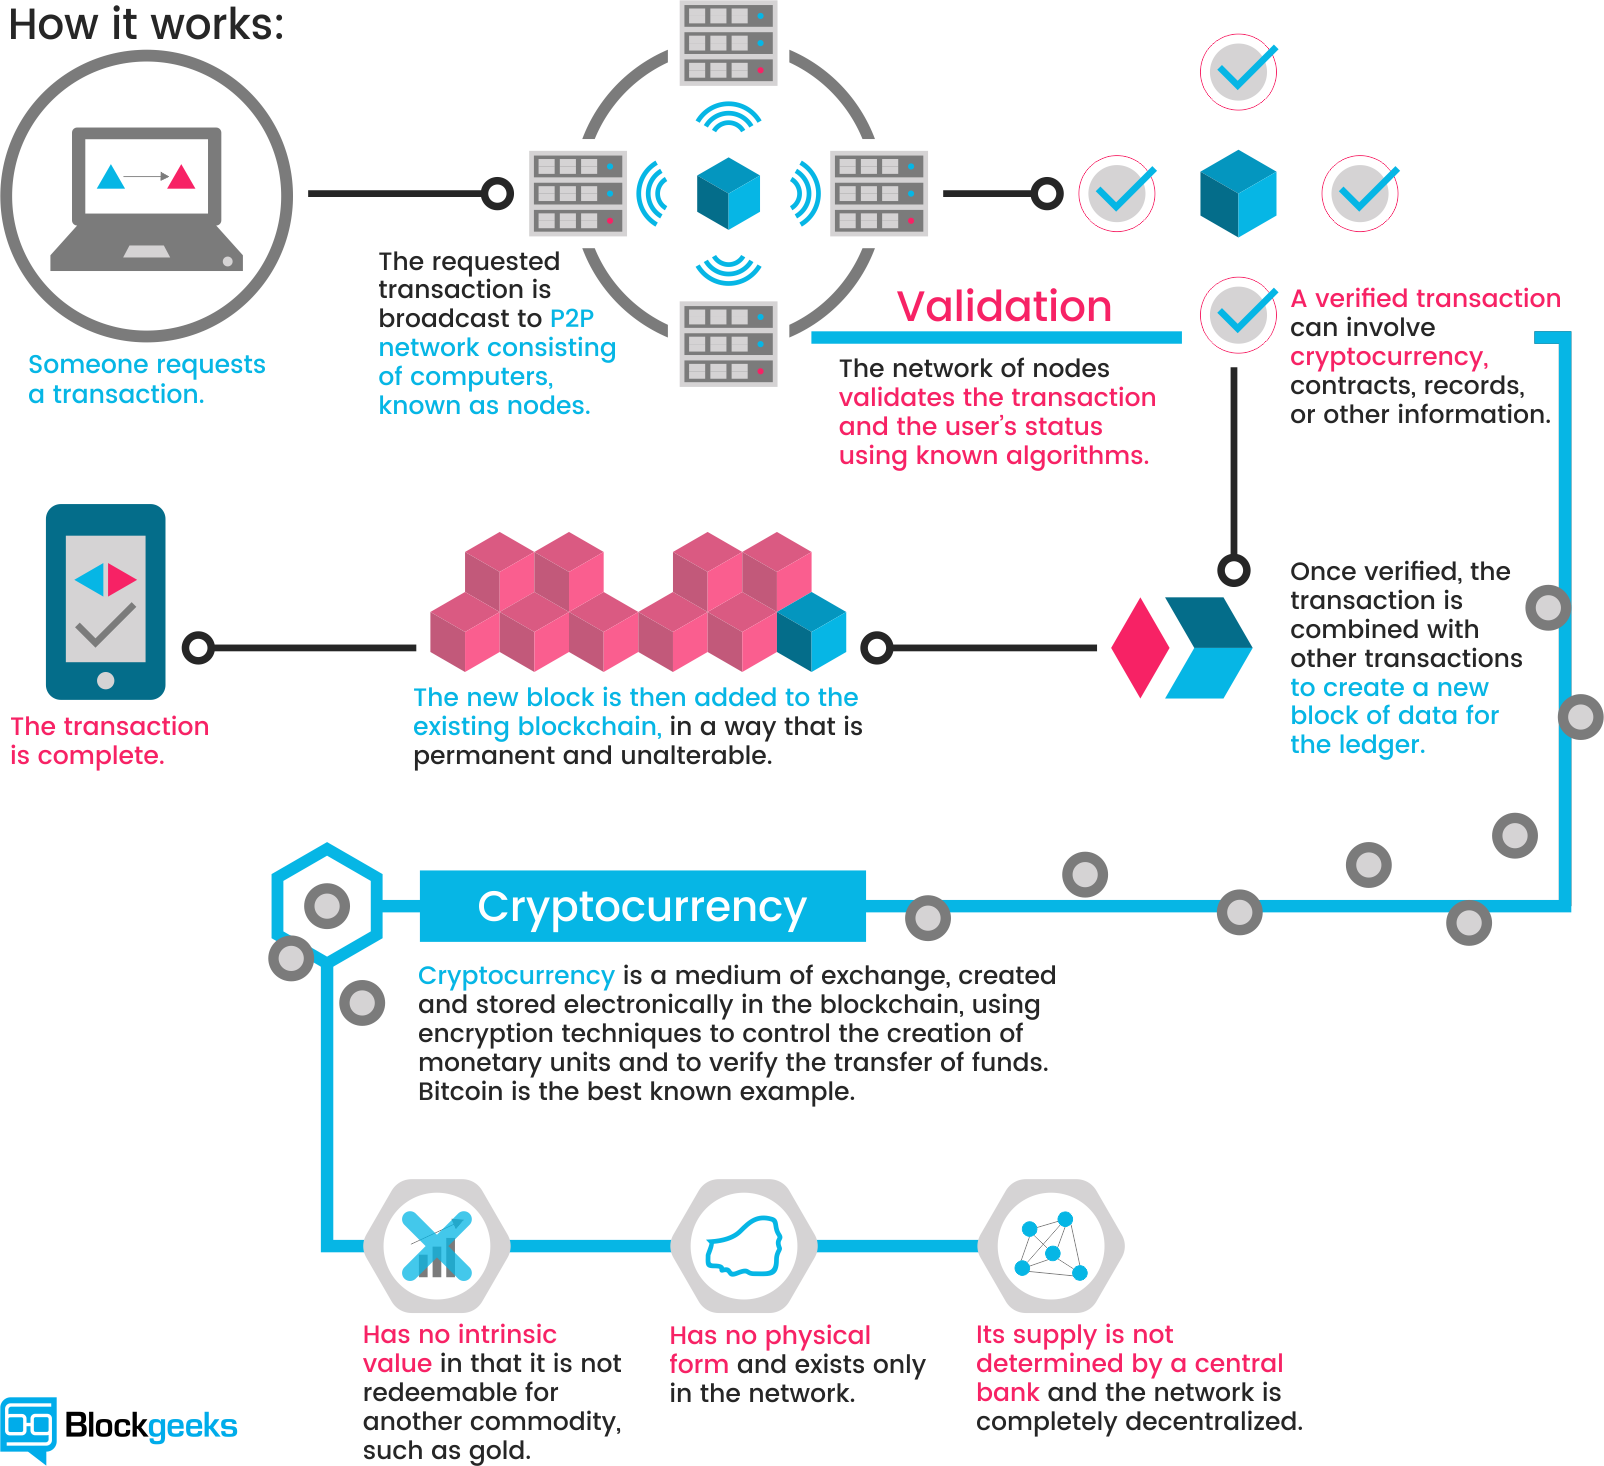 How it works:
Someone requests
a transaction.
The requested
transaction is
broadcast to P2P
network consisting
of computers,
known as nodes.
Validation
The network of nodes
validates the transaction
and the user's status
using known algorithms.
A verified transaction
can involve
cryptocurrency,
contracts, records,
or other information.
Once verified, the
transaction is
combined with
other transactions
to create a new
block of data for
the ledger.
The new block is then added to the
existing blockchain, in a way that is
permanent and unalterable.
The transaction
is complete.
Cryptocurrency
Cryptocurrency is a medium of exchange, created
and stored electronically in the blockchain, using
encryption techniques to control the creation of
monetary units and to verify the transfer of funds.
Bitcoin is the best known example.
Has no intrinsic
value in that it is not
redeemable for
another commodity,
such as gold.
Has no physical
form and exists only
in the network.
Its supply is not
determined by a central
bank and the network is
completely decentralized.
Blockgeeks